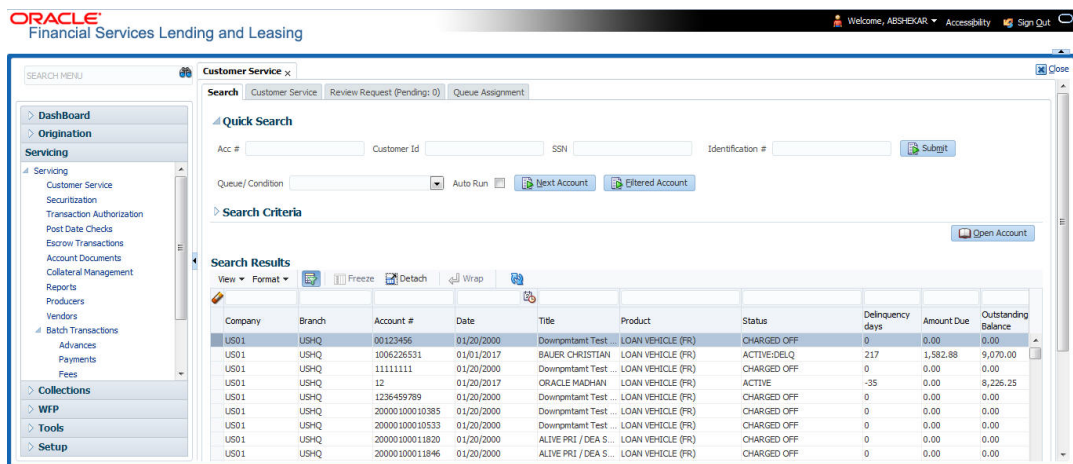 ORACLE®
Financial Services Lending and Leasing
Welcome, ABSHEKAR Accessibility Sign Out
SEARCH MENU
DashBoard
Origination
Servicing
Servicing
Customer Service
Securitization
Transaction Authorization
Post Date Checks
Escrow Transactions
Account Documents
Collateral Management
Reports
Producers
Vendors
Batch Transactions
Advances
Payments
Fees
Collections
WFP
Tools
Setup
Customer Service x
Close
Search Customer Service Review Request (Pending: 0) Queue Assignment
Quick Search
Acc # Customer Id SSN Identification # Submit
Queue/ Condition Auto Run Next Account Filtered Account
Search Criteria
Open Account
Search Results
View Format Freeze Detach Wrap
Company Branch Account # Date Title Product Status Delinquency days Amount Due Outstanding Balance
US01 USHQ 00123456 01/20/2000 Downpmtamt Test ... LOAN VEHICLE (FR) CHARGED OFF 0 0.00 0.00
US01 USHQ 1006226531 01/01/2017 BAUER CHRISTIAN LOAN VEHICLE (FR) ACTIVE:DELQ 217 1,582.88 9,070.00
US01 USHQ 11111111 01/20/2000 Downpmtamt Test ... LOAN VEHICLE (FR) CHARGED OFF 0 0.00 0.00
US01 USHQ 12 01/20/2017 ORACLE MADHAN LOAN VEHICLE (FR) ACTIVE -35 0.00 8,226.25
US01 USHQ 1236459789 01/20/2000 Downpmtamt Test ... LOAN VEHICLE (FR) CHARGED OFF 0 0.00 0.00
US01 USHQ 20000100010385 01/20/2000 Downpmtamt Test ... LOAN VEHICLE (FR) CHARGED OFF 0 0.00 0.00
US01 USHQ 20000100010533 01/20/2000 Downpmtamt Test ... LOAN VEHICLE (FR) CHARGED OFF 0 0.00 0.00
US01 USHQ 20000100011820 01/20/2000 ALIVE PRI / DEA S... LOAN VEHICLE (FR) CHARGED OFF 0 0.00 0.00
US01 USHQ 20000100011846 01/20/2000 ALIVE PRI / DEA S... LOAN VEHICLE (FR) CHARGED OFF 0 0.00 0.00